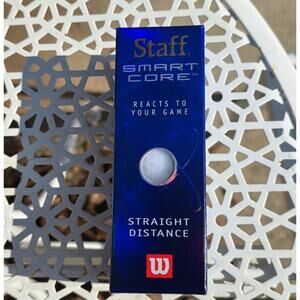 Staff
SMART
CORE™
REACTS TO
YOUR GAME
STRAIGHT
DISTANCE
W